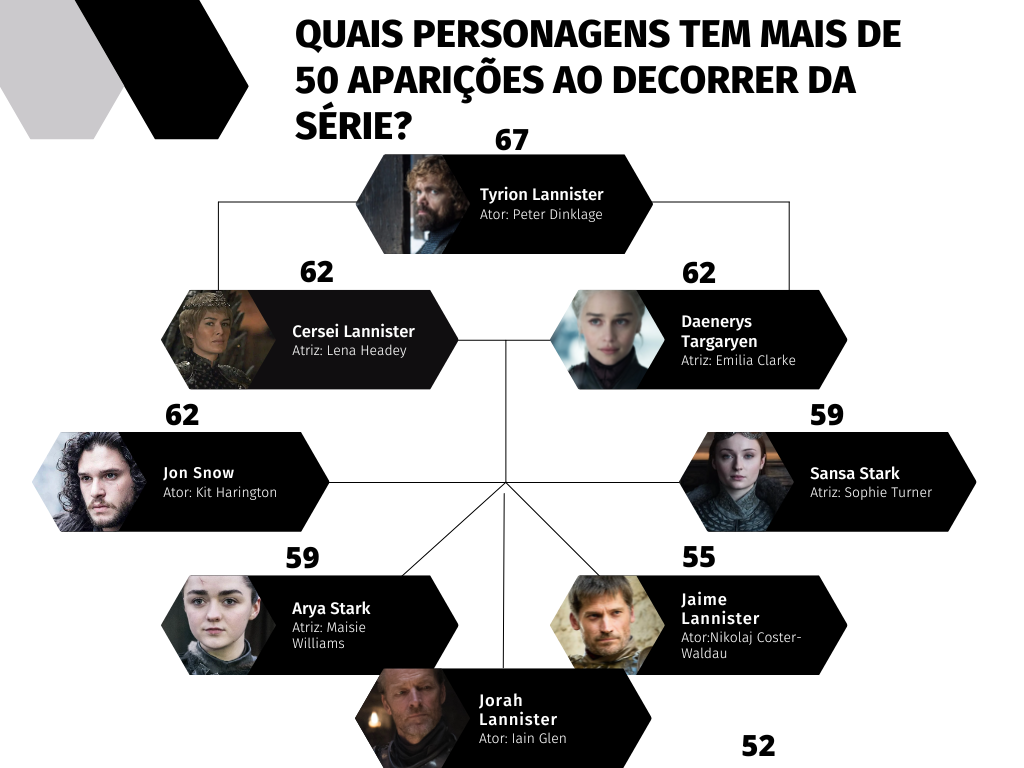 QUAIS PERSONAGENS TEM MAIS DE
50 APARIÇÕES AO DECORRER DA
SÉRIE?
67
Tyrion Lannister
Ator: Peter Dinklage
62
Cersei Lannister
Atriz: Lena Headey
62
Daenerys
Targaryen
Atriz: Emilia Clarke
62
Jon Snow
Ator: Kit Harington
59
Sansa Stark
Atriz: Sophie Turner
59
Arya Stark
Atriz: Maisie
Williams
55
Jaime
Lannister
Ator:Nikolaj Coster-
Waldau
Jorah
Lannister
Ator: Iain Glen
52